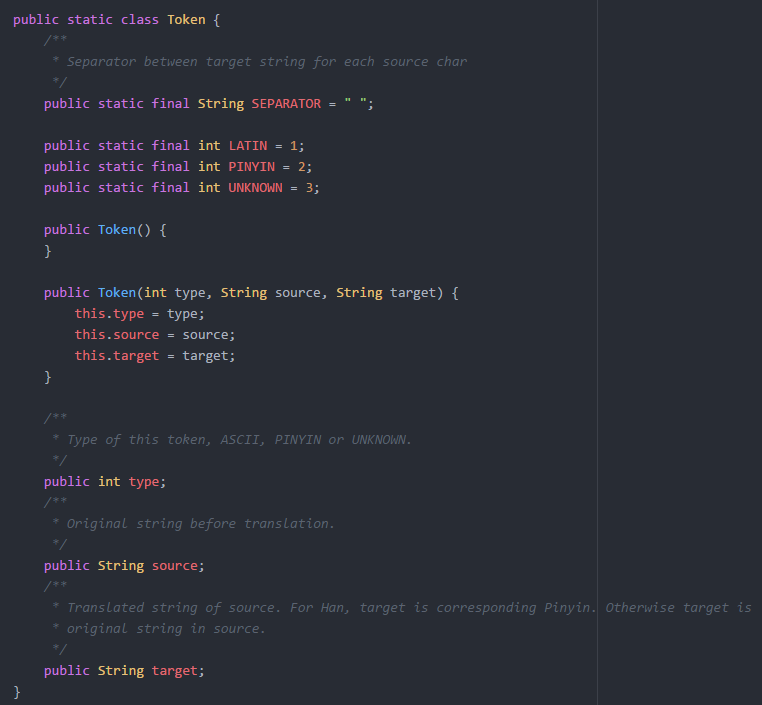 public static class Token {
/**
* Separator between target string for each source char
*/
public static final String SEPARATOR = " ";
public static final int LATIN = 1;
public static final int PINYIN = 2;
public static final int UNKNOWN = 3;
public Token() {
}
public Token(int type, String source, String target) {
this.type = type;
this.source = source;
this.target = target;
}
/**
* Type of this token, ASCII, PINYIN or UNKNOWN.
*/
public int type;
/**
* Original string before translation.
*/
public String source;
/**
* Translated string of source. For Han, target is corresponding Pinyin. Otherwise target is
* original string in source.
*/
public String target;
}